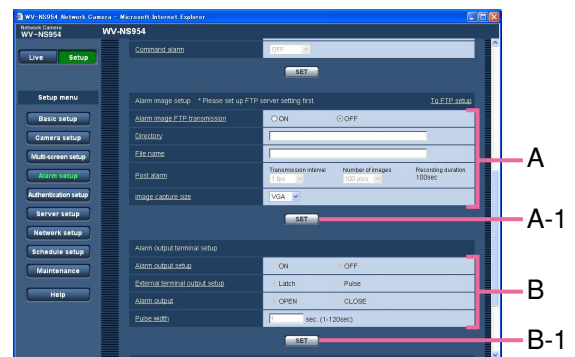 WV-NS954 Network Camera - Microsoft Internet Explorer
Network Camera
WV-NS954 WV-NS954
Live Setup
Command alarm OFF
SET
Setup menu
Alarm image setup * Please set up FTP server setting first. To FTP setup
Basic setup
Alarm image FTP transmission ON OFF
Camera setup
Directory
Multi-screen setup
File name
A
Alarm setup
Post alarm Transmission interval Number of images Recording duration
1 fps 100 pics 100sec
Authentication setup
Image capture size VGA
Server setup
SET
A-1
Network setup
Alarm output terminal setup
Schedule setup
Alarm output setup ON OFF
Maintenance
External terminal output setup Latch Pulse
B
Help
Alarm output OPEN CLOSE
Pulse width 1 sec. (1-120sec)
SET
B-1